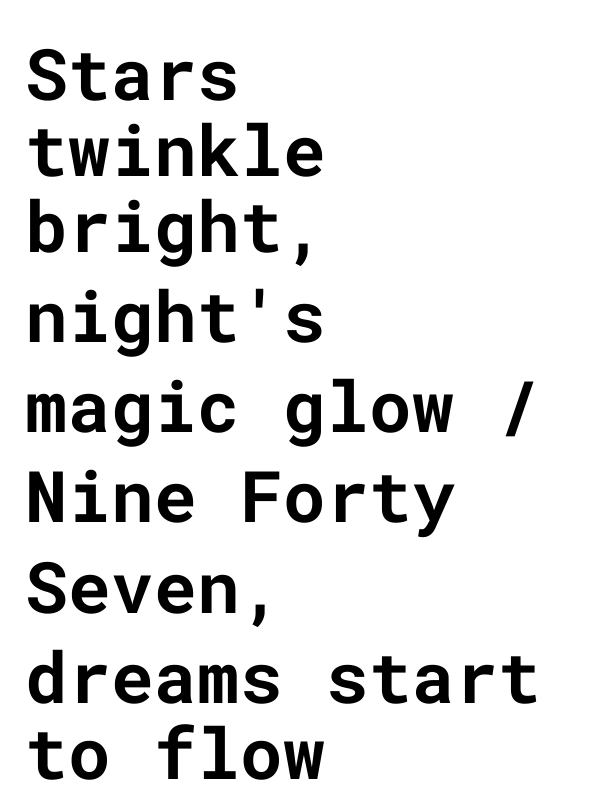 Stars
twinkle
bright,
night's
magic glow /
Nine Forty
Seven,
dreams start
to flow